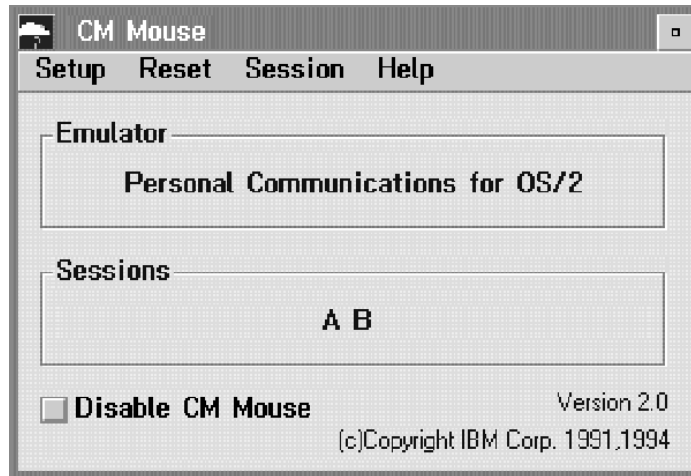 CM Mouse
Setup Reset Session Help
Emulator
Personal Communications for OS/2
Sessions
A B
Disable CM Mouse
Version 2.0
(c)Copyright IBM Corp. 1991,1994